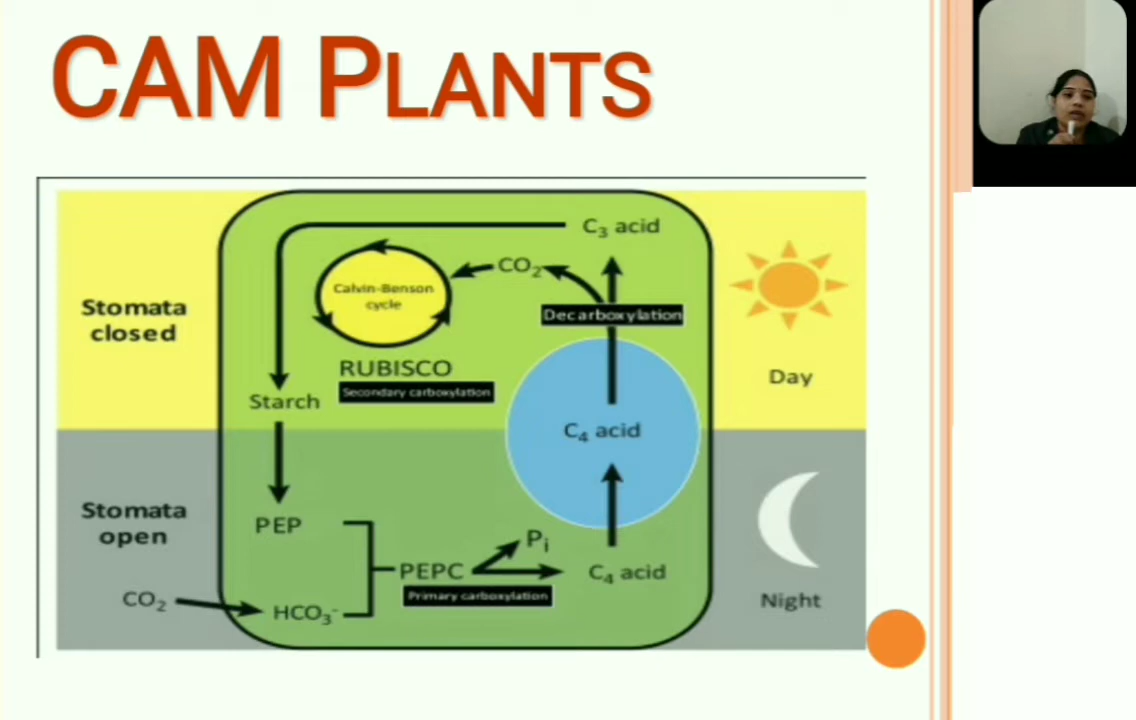 CAM PLANTS
C₃ acid
CO₂
Calvin-Benson
cycle
Stomata
closed
Decarboxylation
RUBISCO
Secondary carboxylation
Day
Starch
C₄ acid
Stomata
open
PEP
Pi
PEPC
C₄ acid
Primary carboxylation
CO₂
HCO₃⁻
Night